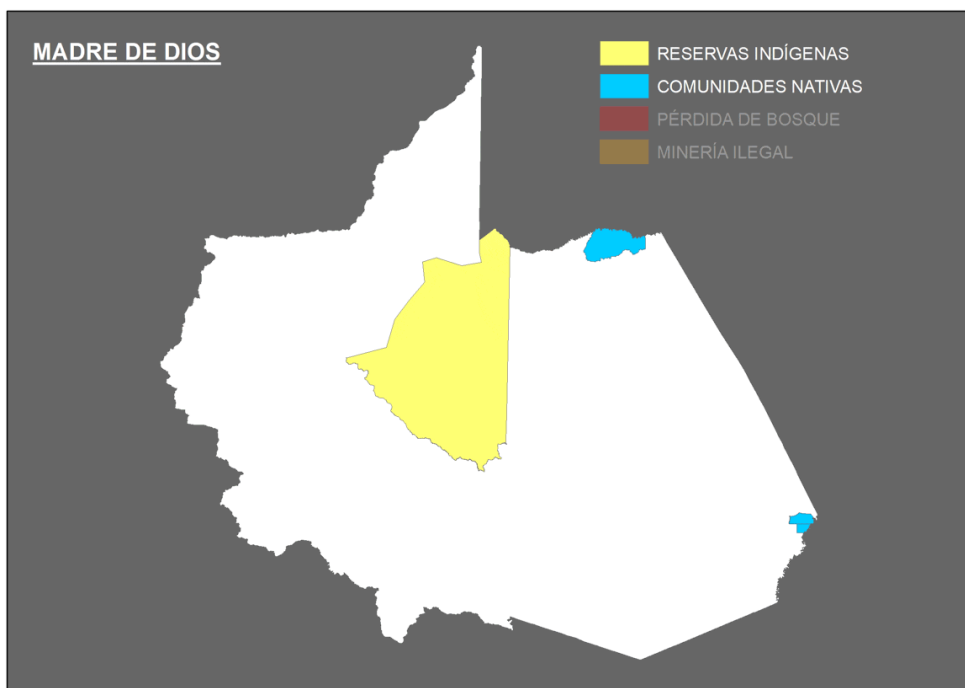 MADRE DE DIOS
RESERVAS INDÍGENAS
COMUNIDADES NATIVAS
PÉRDIDA DE BOSQUE
MINERÍA ILEGAL